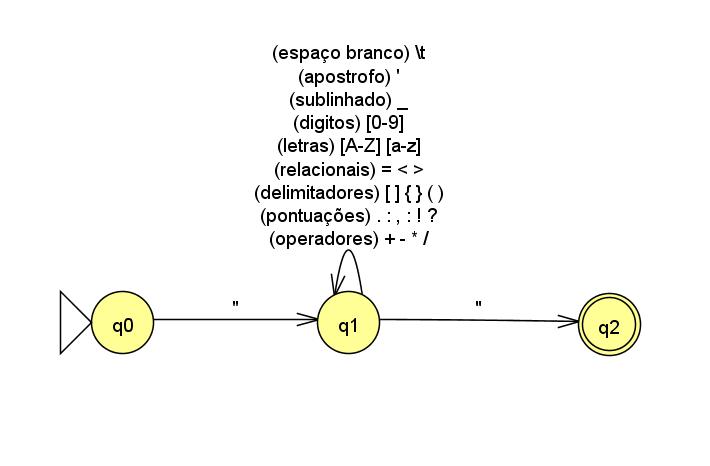 (espaço branco) \t
(apostrofo) '
(sublinhado) _
(digitos) [0-9]
(letras) [A-Z] [a-z]
(relacionais) = < >
(delimitadores) [ ] { } ( )
(pontuações) . : , : ! ?
(operadores) + - * /
q0 " q1 " q2